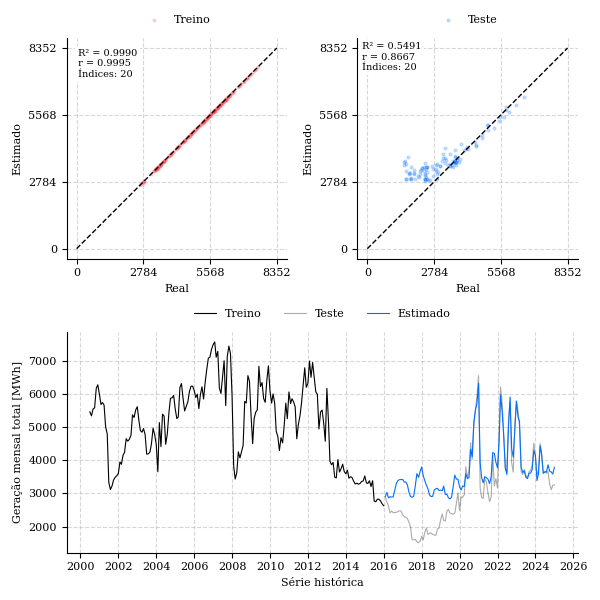 Treino
Teste
R² = 0.9990
r = 0.9995
Índices: 20
R² = 0.5491
r = 0.8667
Índices: 20
8352
5568
2784
0
Estimado
0 2784 5568 8352
Real
8352
5568
2784
0
Estimado
0 2784 5568 8352
Real
Treino Teste Estimado
7000
6000
5000
4000
3000
2000
Geração mensal total [MWh]
2000 2002 2004 2006 2008 2010 2012 2014 2016 2018 2020 2022 2024 2026
Série histórica